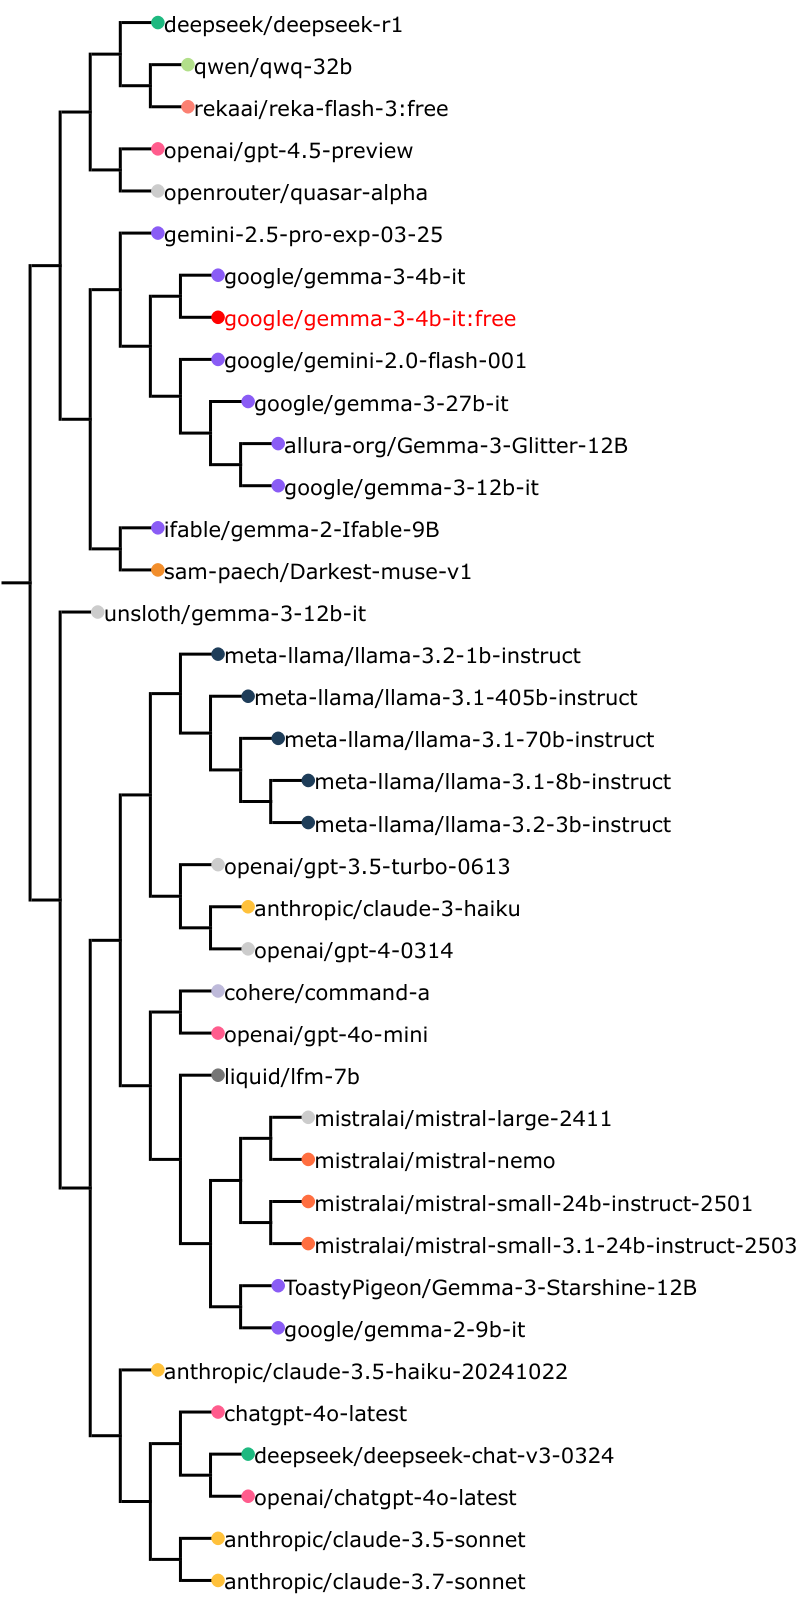 deepseek/deepseek-r1
qwen/qwq-32b
rekaai/reka-flash-3:free
openai/gpt-4.5-preview
openrouter/quasar-alpha
gemini-2.5-pro-exp-03-25
google/gemma-3-4b-it
google/gemma-3-4b-it:free
google/gemini-2.0-flash-001
google/gemma-3-27b-it
allura-org/Gemma-3-Glitter-12B
google/gemma-3-12b-it
ifable/gemma-2-Ifable-9B
sam-paech/Darkest-muse-v1
unsloth/gemma-3-12b-it
meta-llama/llama-3.2-1b-instruct
meta-llama/llama-3.1-405b-instruct
meta-llama/llama-3.1-70b-instruct
meta-llama/llama-3.1-8b-instruct
meta-llama/llama-3.2-3b-instruct
openai/gpt-3.5-turbo-0613
anthropic/claude-3-haiku
openai/gpt-4-0314
cohere/command-a
openai/gpt-4o-mini
liquid/lfm-7b
mistralai/mistral-large-2411
mistralai/mistral-nemo
mistralai/mistral-small-24b-instruct-2501
mistralai/mistral-small-3.1-24b-instruct-2503
ToastyPigeon/Gemma-3-Starshine-12B
google/gemma-2-9b-it
anthropic/claude-3.5-haiku-20241022
chatgpt-4o-latest
deepseek/deepseek-chat-v3-0324
openai/chatgpt-4o-latest
anthropic/claude-3.5-sonnet
anthropic/claude-3.7-sonnet